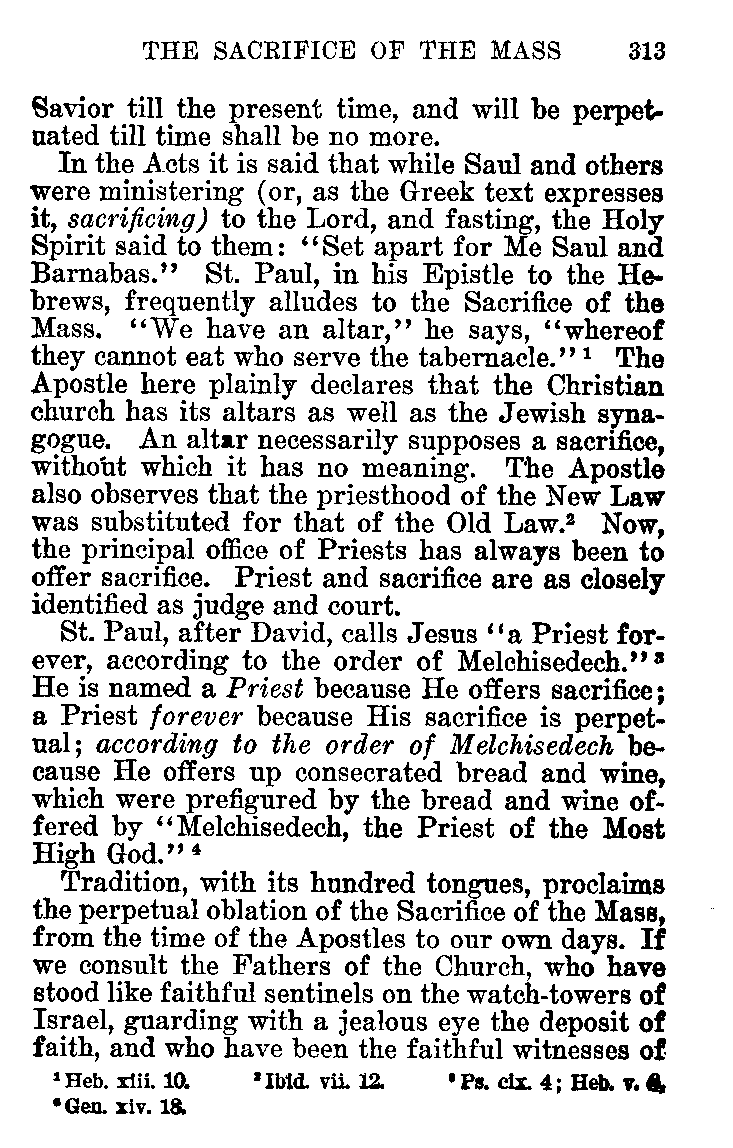 THE SACRIFICE OF THE MASS 313
Savior till the present time, and will be perpet-
uated till time shall be no more.
In the Acts it is said that while Saul and others
were ministering (or, as the Greek text expresses
it, sacrificing) to the Lord, and fasting, the Holy
Spirit said to them: "Set apart for Me Saul and
Barnabas." St. Paul, in his Epistle to the He-
brews, frequently alludes to the Sacrifice of the
Mass. "We have an altar," he says, "whereof
they cannot eat who serve the tabernacle." ¹ The
Apostle here plainly declares that the Christian
church has its altars as well as the Jewish syna-
gogue. An altar necessarily supposes a sacrifice,
without which it has no meaning. The Apostle
also observes that the priesthood of the New Law
was substituted for that of the Old Law.² Now,
the principal office of Priests has always been to
offer sacrifice. Priest and sacrifice are as closely
identified as judge and court.
St. Paul, after David, calls Jesus "a Priest for-
ever, according to the order of Melchisedech." ³
He is named a Priest because He offers sacrifice;
a Priest forever because His sacrifice is perpet-
ual; according to the order of Melchisedech be-
cause He offers up consecrated bread and wine,
which were prefigured by the bread and wine of-
fered by "Melchisedech, the Priest of the Most
High God." ⁴
Tradition, with its hundred tongues, proclaims
the perpetual oblation of the Sacrifice of the Mass,
from the time of the Apostles to our own days. If
we consult the Fathers of the Church, who have
stood like faithful sentinels on the watch-towers of
Israel, guarding with a jealous eye the deposit of
faith, and who have been the faithful witnesses of
¹ Heb. xiii. 10. ² Ibid. vii. 12. ³ Ps. cix. 4; Heb. v.
⁴ Gen. xiv. 18.